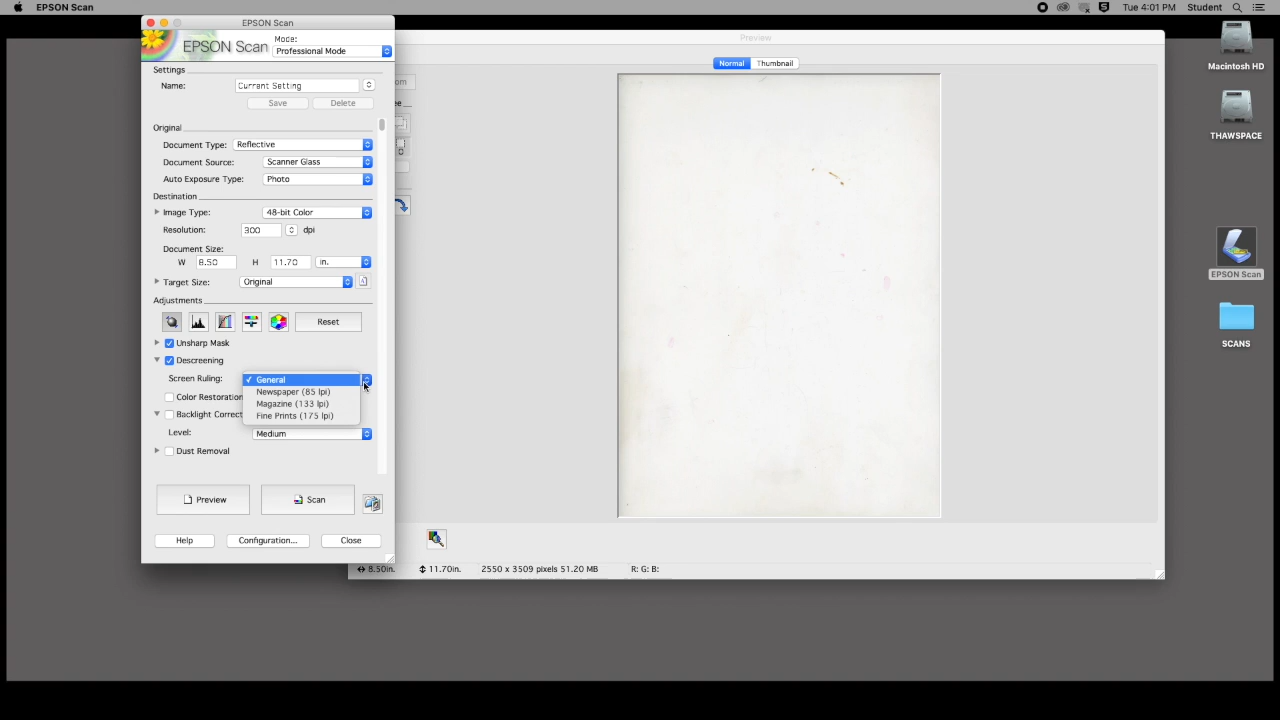 EPSON Scan
Tue 4:01 PM Student
EPSON Scan
EPSON Scan
Mode:
Professional Mode
Settings
Name: Current Setting
Save Delete
Original
Document Type: Reflective
Document Source: Scanner Glass
Auto Exposure Type: Photo
Destination
Image Type: 48-bit Color
Resolution: 300 dpi
Document Size:
W 8.50 H 11.70 in.
Target Size: Original
Adjustments
Reset
Unsharp Mask
Descreening
Screen Ruling: General
Newspaper (85 lpi)
Color Restoration Magazine (133 lpi)
Backlight Correct Fine Prints (175 lpi)
Level: Medium
Dust Removal
Preview Scan
Help Configuration... Close
Preview
Normal Thumbnail
om
ee
8.50in. 11.70in. 2550 x 3509 pixels 51.20 MB R: G: B:
Macintosh HD
THAWSPACE
EPSON Scan
SCANS